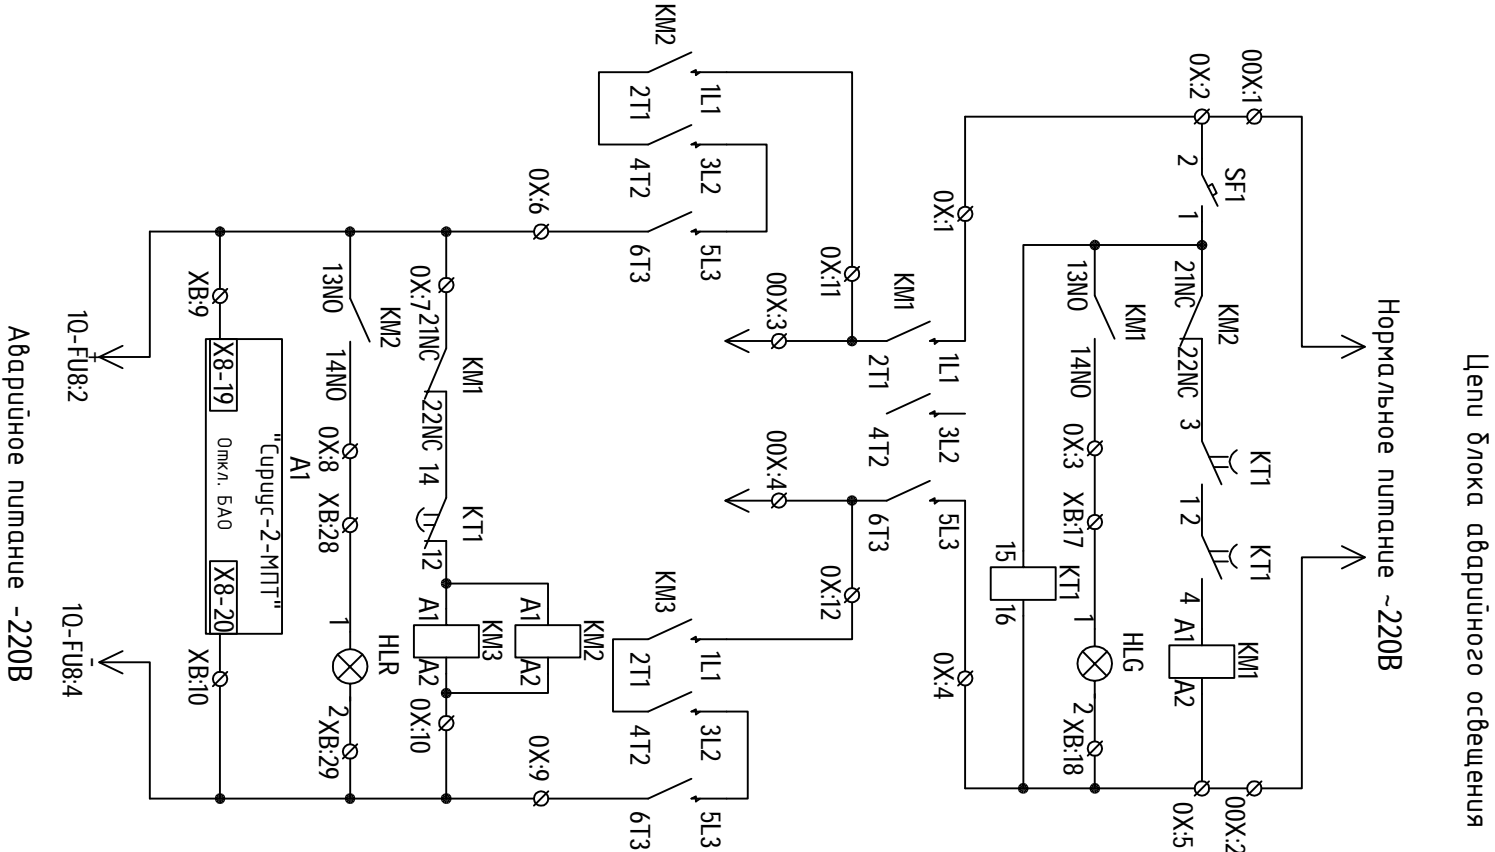 Цепи блока аварийного освещения
Нормальное питание ~220В
00X:1
00X:2
0X:2
2
SF1
1
21NC
KM2
22NC
3
KT1
1
2
KT1
4
A1
KM1
A2
0X:5
13NO
KM1
14NO
0X:3
XB:17
1
HLG
2
XB:18
15
KT1
16
0X:1
0X:4
KM1
1L1
2T1
3L2
4T2
5L3
6T3
0X:11
0X:12
00X:3
00X:4
KM2
1L1
2T1
3L2
4T2
5L3
6T3
KM3
1L1
2T1
3L2
4T2
5L3
6T3
0X:6
0X:9
0X:7
21NC
KM1
22NC
14
KT1
12
A1
KM2
A2
A1
KM3
A2
0X:10
13NO
KM2
14NO
0X:8
XB:28
1
HLR
2
XB:29
XB:9
A1
"Сириус-2-МПТ"
X8-19
Откл. БАО
X8-20
XB:10
+
1Q-FU8:2
-
1Q-FU8:4
Аварийное питание -220В